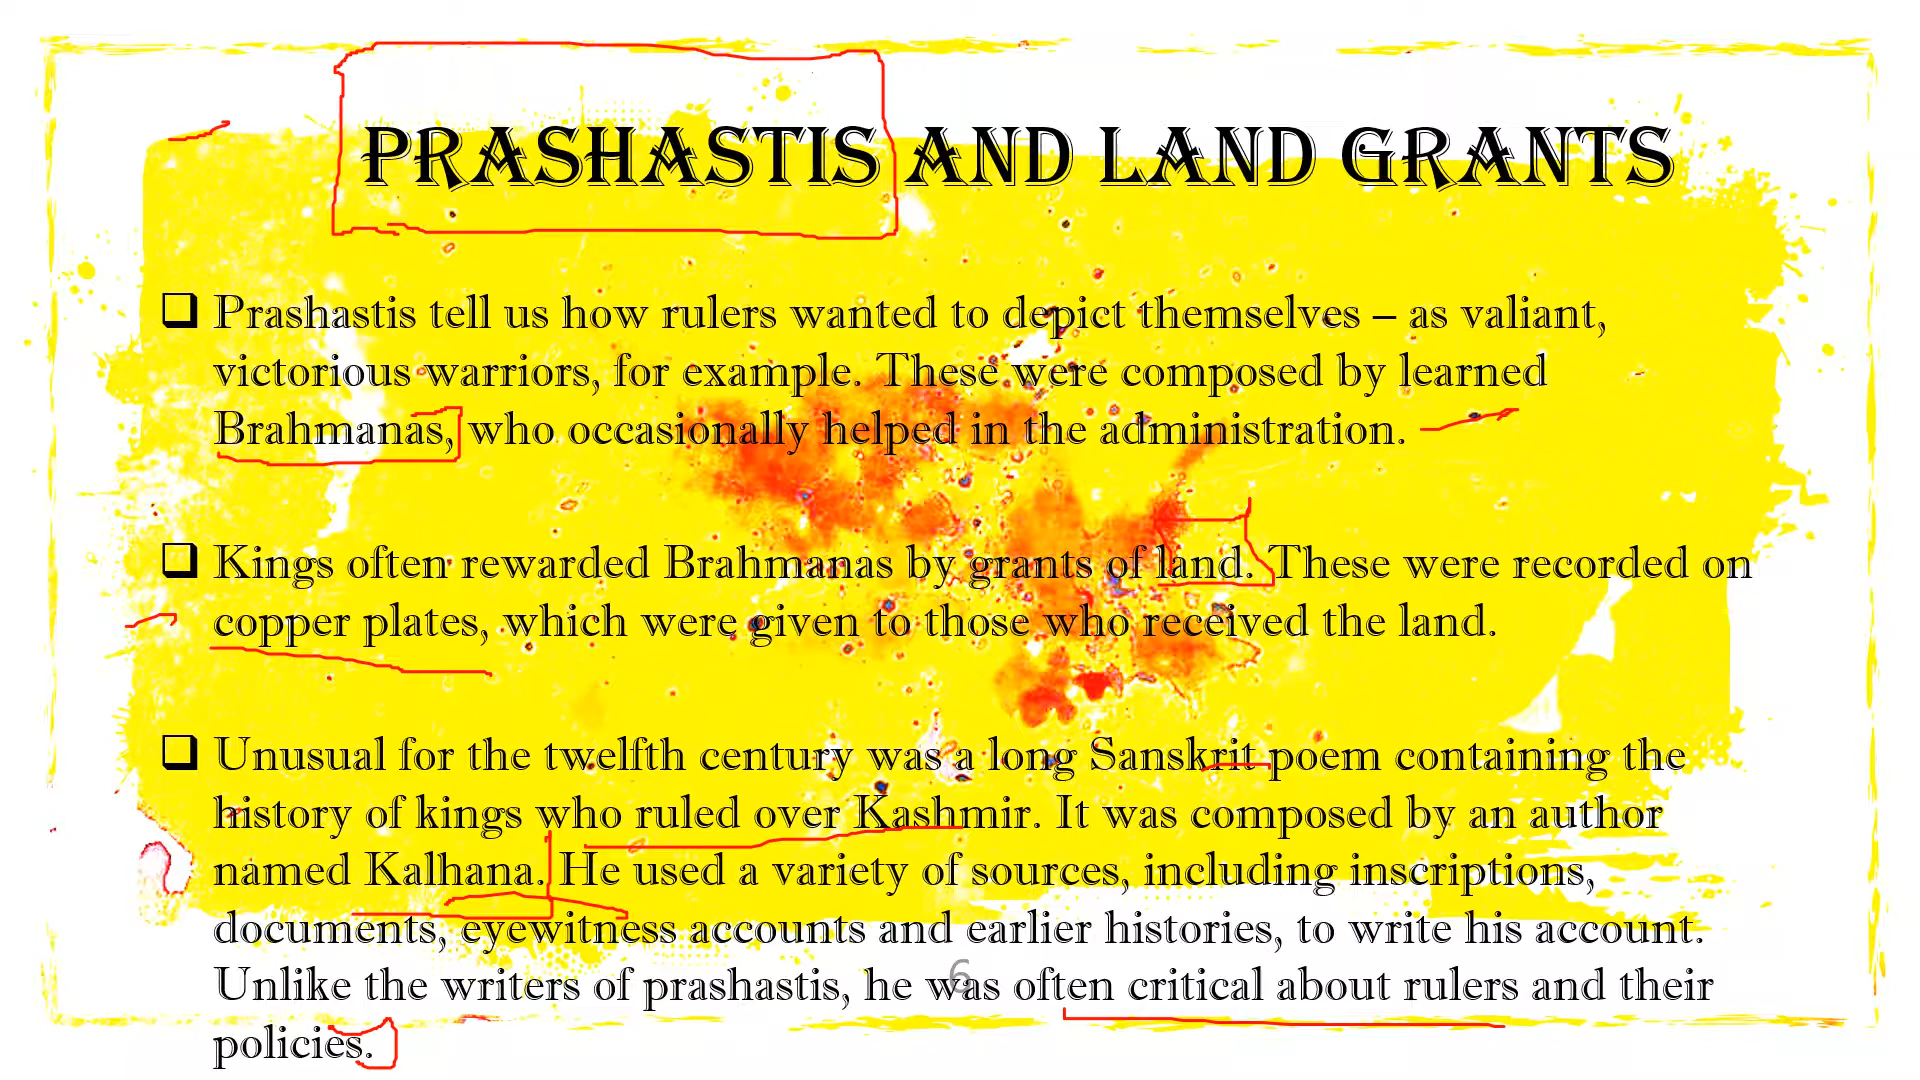 PRASHASTIS AND LAND GRANTS
❑ Prashastis tell us how rulers wanted to depict themselves – as valiant,
victorious warriors, for example. These were composed by learned
Brahmanas, who occasionally helped in the administration.
❑ Kings often rewarded Brahmanas by grants of land. These were recorded on
copper plates, which were given to those who received the land.
❑ Unusual for the twelfth century was a long Sanskrit poem containing the
history of kings who ruled over Kashmir. It was composed by an author
named Kalhana. He used a variety of sources, including inscriptions,
documents, eyewitness accounts and earlier histories, to write his account.
Unlike the writers of prashastis, he was often critical about rulers and their
policies.
6